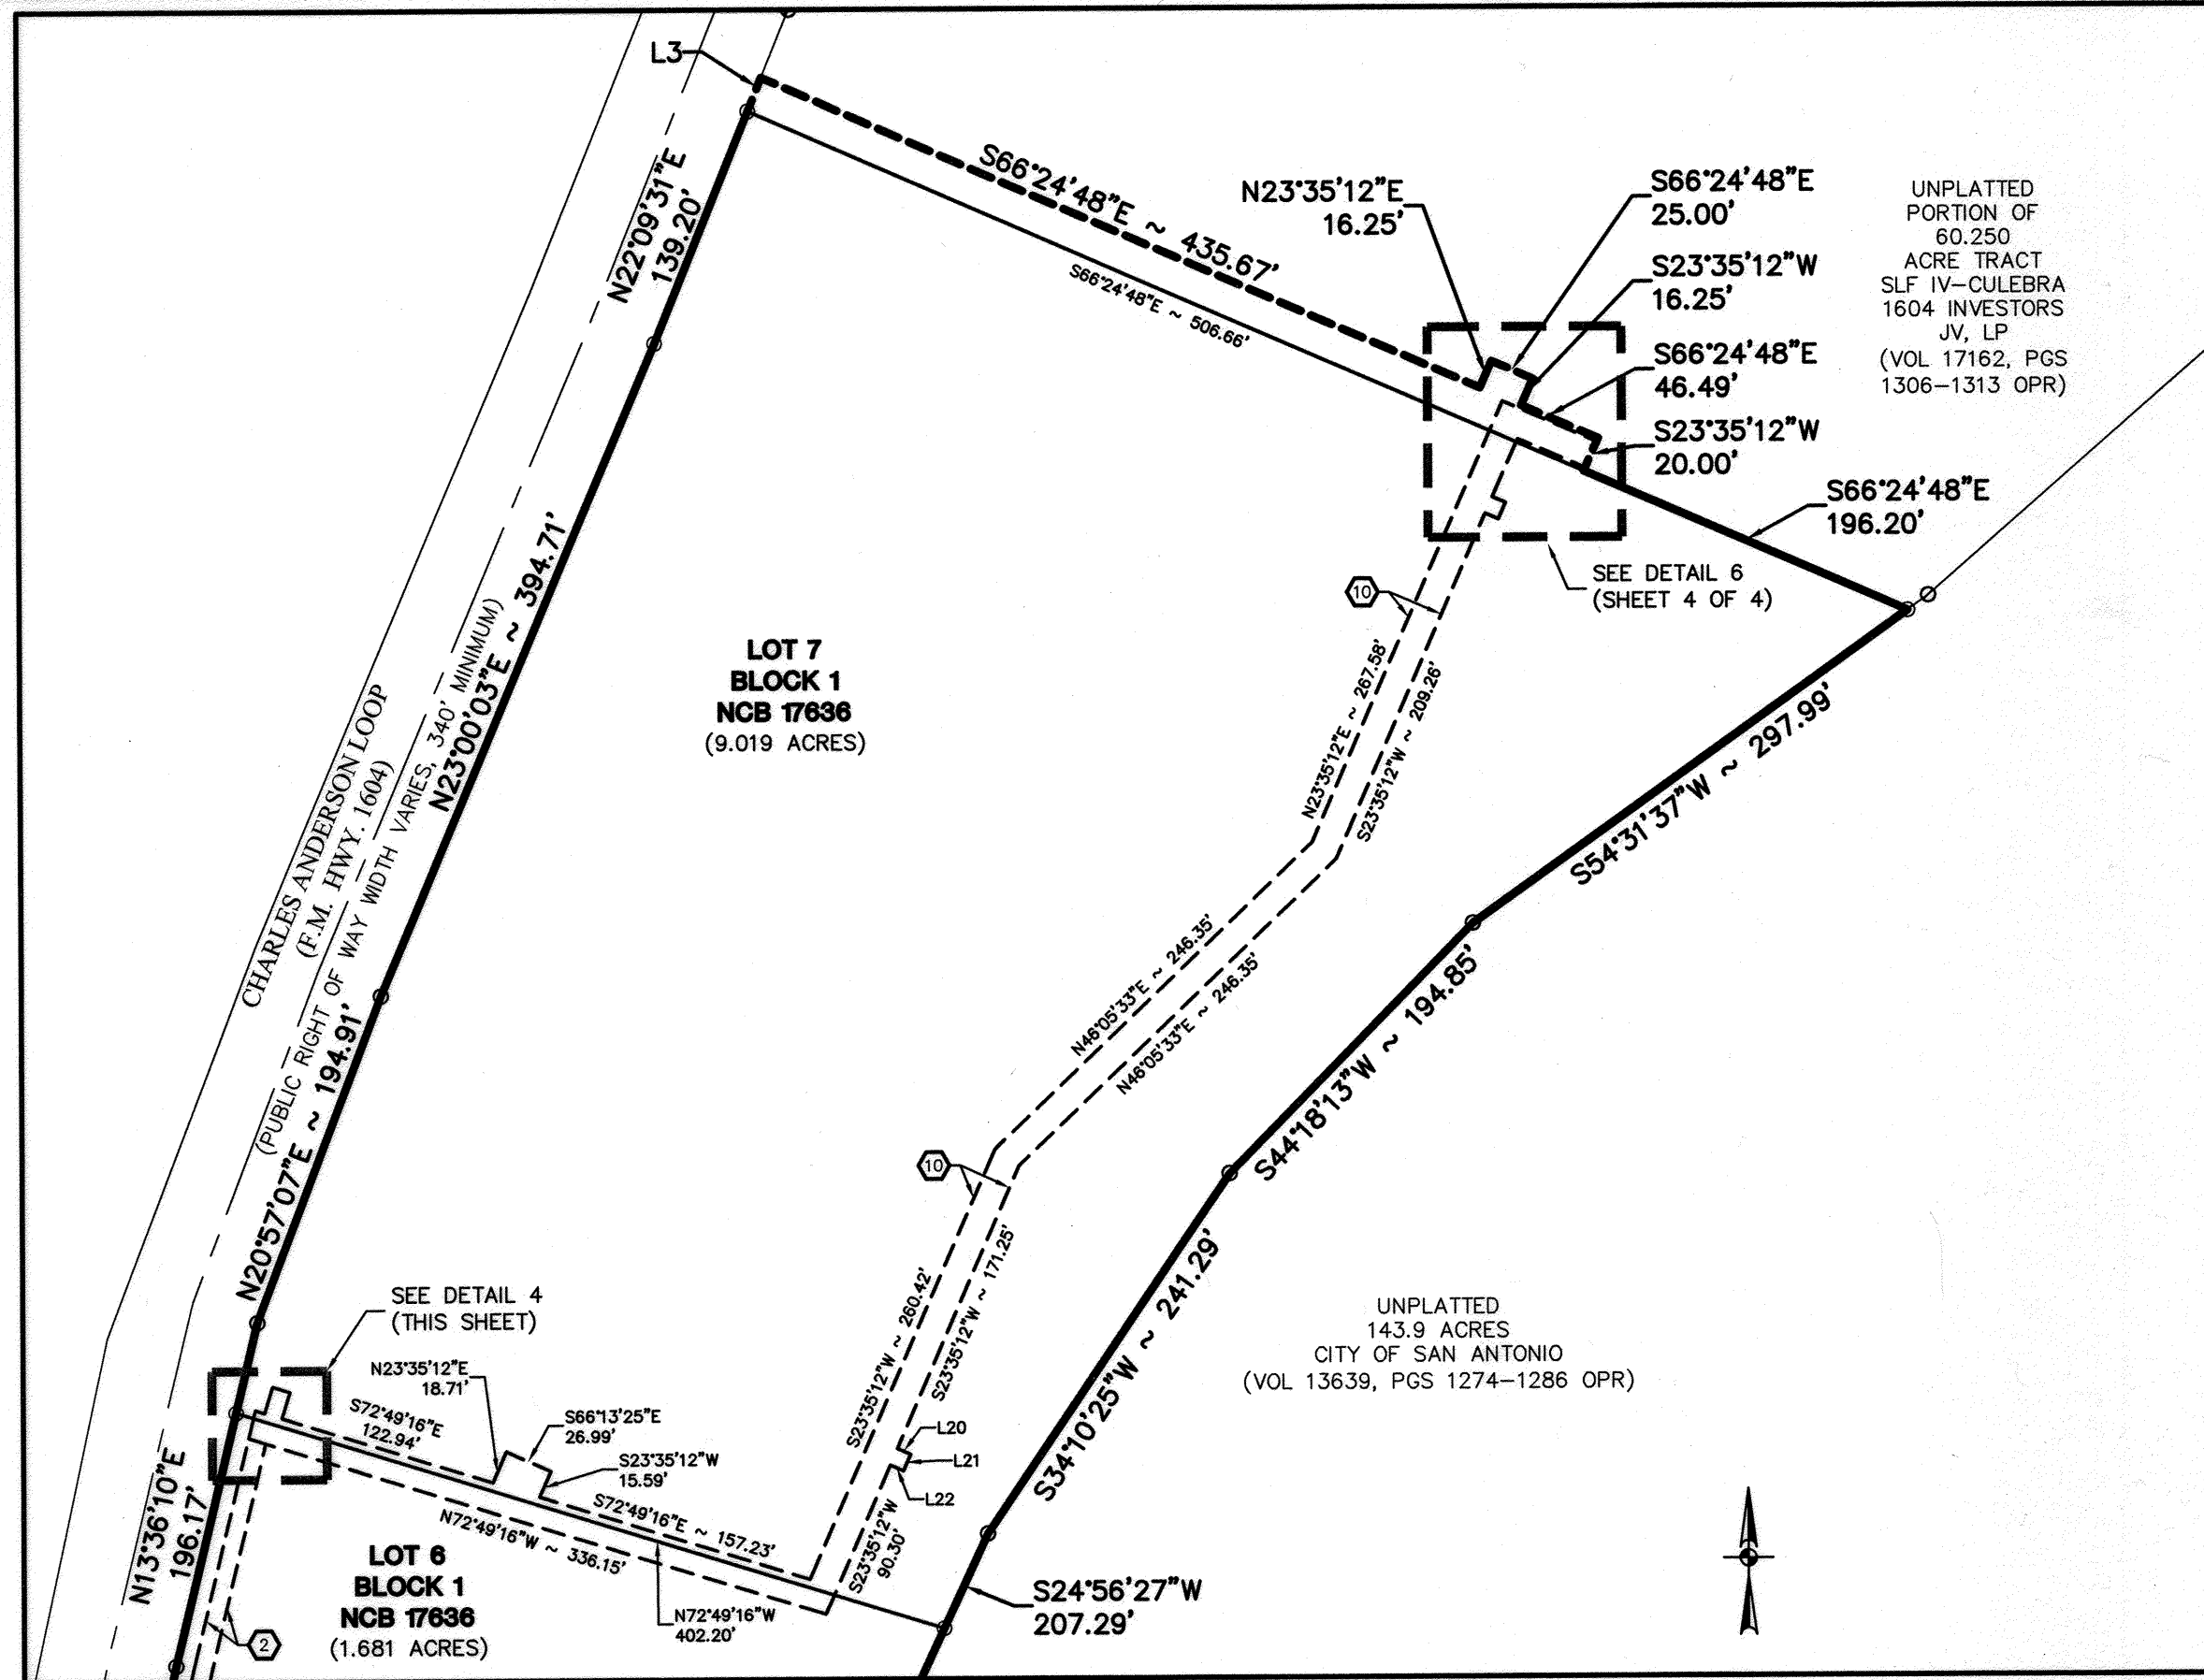 L3
S66°24'48"E ~ 435.67'
S66°24'48"E ~ 506.66'
N22°09'31"E
139.20'
N23°35'12"E
16.25'
S66°24'48"E
25.00'
S23°35'12"W
16.25'
S66°24'48"E
46.49'
S23°35'12"W
20.00'
S66°24'48"E
196.20'
UNPLATTED
PORTION OF
60.250
ACRE TRACT
SLF IV-CULEBRA
1604 INVESTORS
JV, LP
(VOL 17162, PGS
1306-1313 OPR)
SEE DETAIL 6
(SHEET 4 OF 4)
N23°00'03"E ~ 394.71'
CHARLES ANDERSON LOOP
(F.M. HWY. 1604)
(PUBLIC RIGHT OF WAY WIDTH VARIES, 340' MINIMUM)
LOT 7
BLOCK 1
NCB 17636
(9.019 ACRES)
10
N23°35'12"E ~ 267.58'
S23°35'12"W ~ 209.26'
S54°31'37"W ~ 297.99'
N46°05'33"E ~ 246.35'
N46°05'33"E ~ 246.35'
S44°18'13"W ~ 194.85'
N20°57'07"E ~ 194.91'
10
S23°35'12"W ~ 260.42'
S23°35'12"W ~ 171.25'
S34°10'25"W ~ 241.29'
SEE DETAIL 4
(THIS SHEET)
N23°35'12"E
18.71'
S72°49'16"E
122.94'
S66°13'25"E
26.99'
S23°35'12"W
15.59'
L20
L21
L22
UNPLATTED
143.9 ACRES
CITY OF SAN ANTONIO
(VOL 13639, PGS 1274-1286 OPR)
S72°49'16"E ~ 157.23'
N72°49'16"W ~ 336.15'
S23°35'12"W
90.30'
N13°36'10"E
196.17'
LOT 6
BLOCK 1
NCB 17636
(1.681 ACRES)
2
N72°49'16"W
402.20'
S24°56'27"W
207.29'